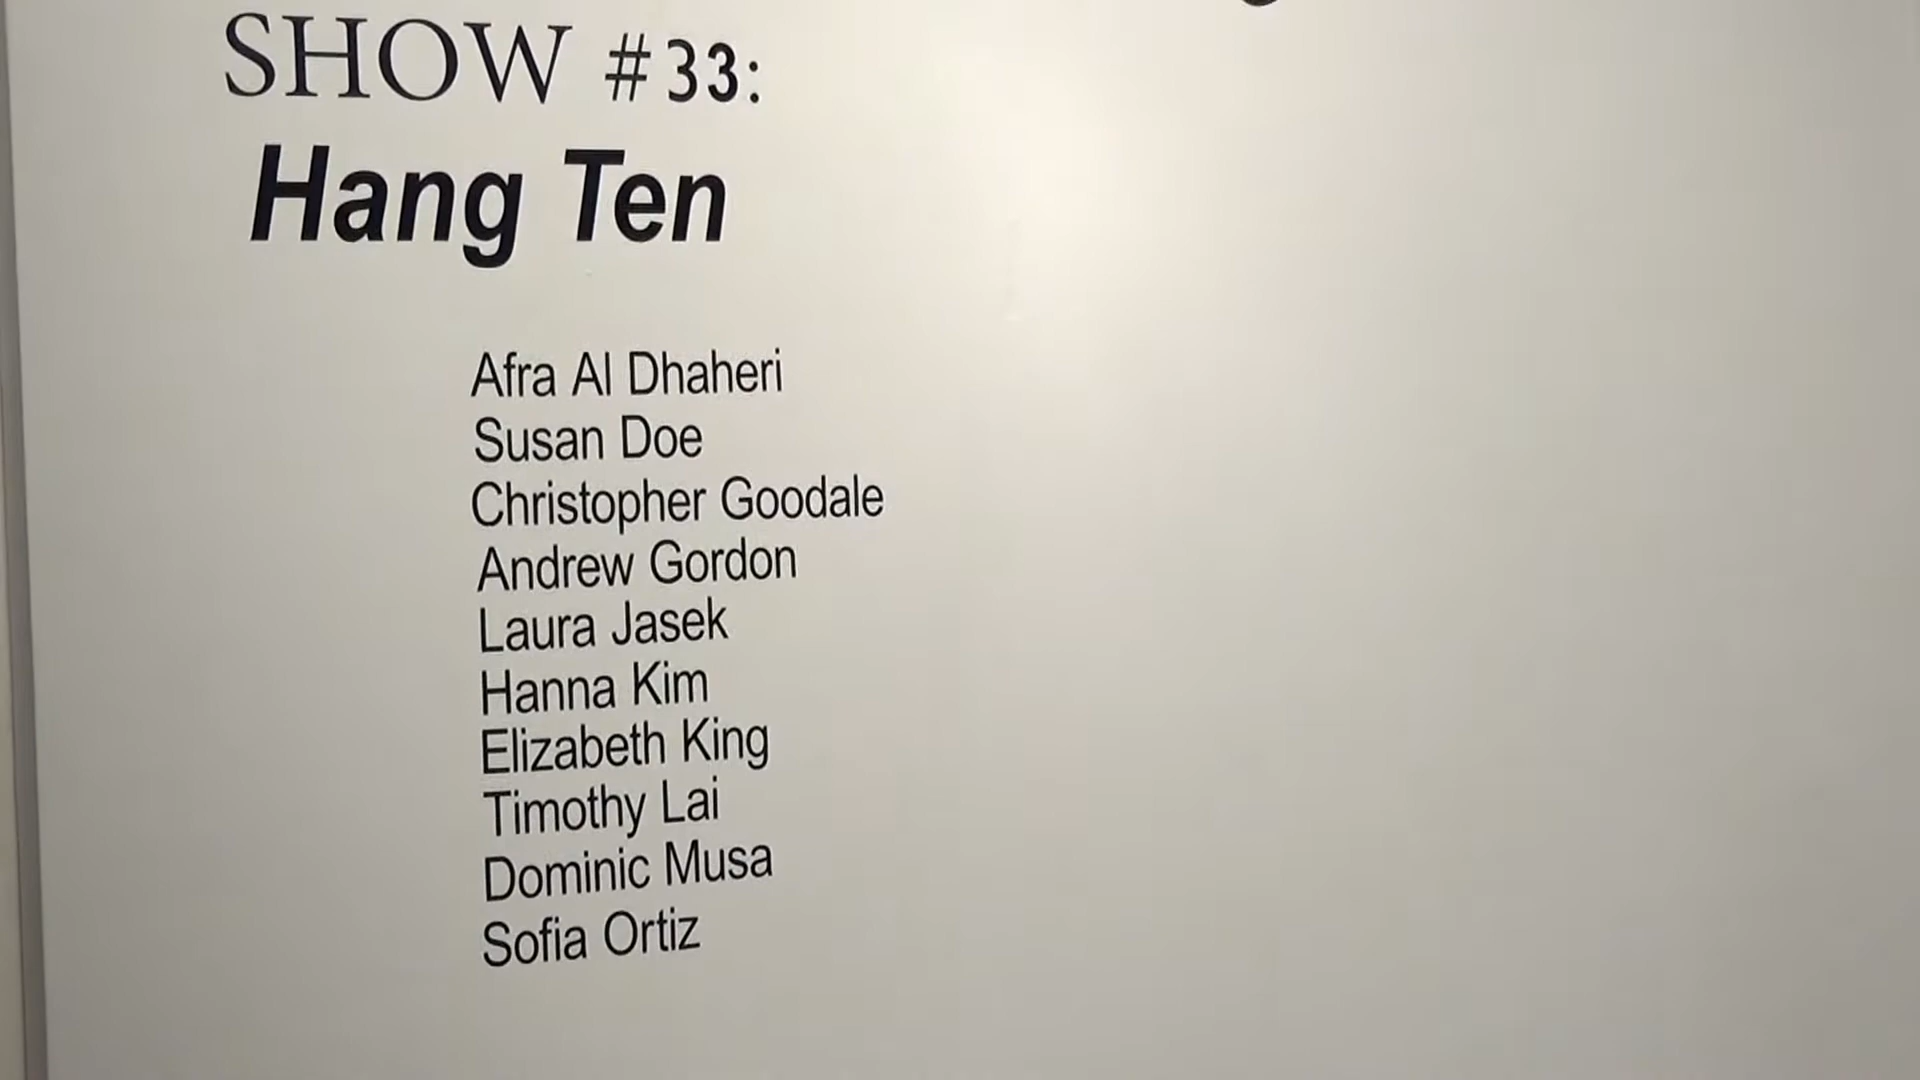 SHOW #33:
Hang Ten
Afra Al Dhaheri
Susan Doe
Christopher Goodale
Andrew Gordon
Laura Jasek
Hanna Kim
Elizabeth King
Timothy Lai
Dominic Musa
Sofia Ortiz